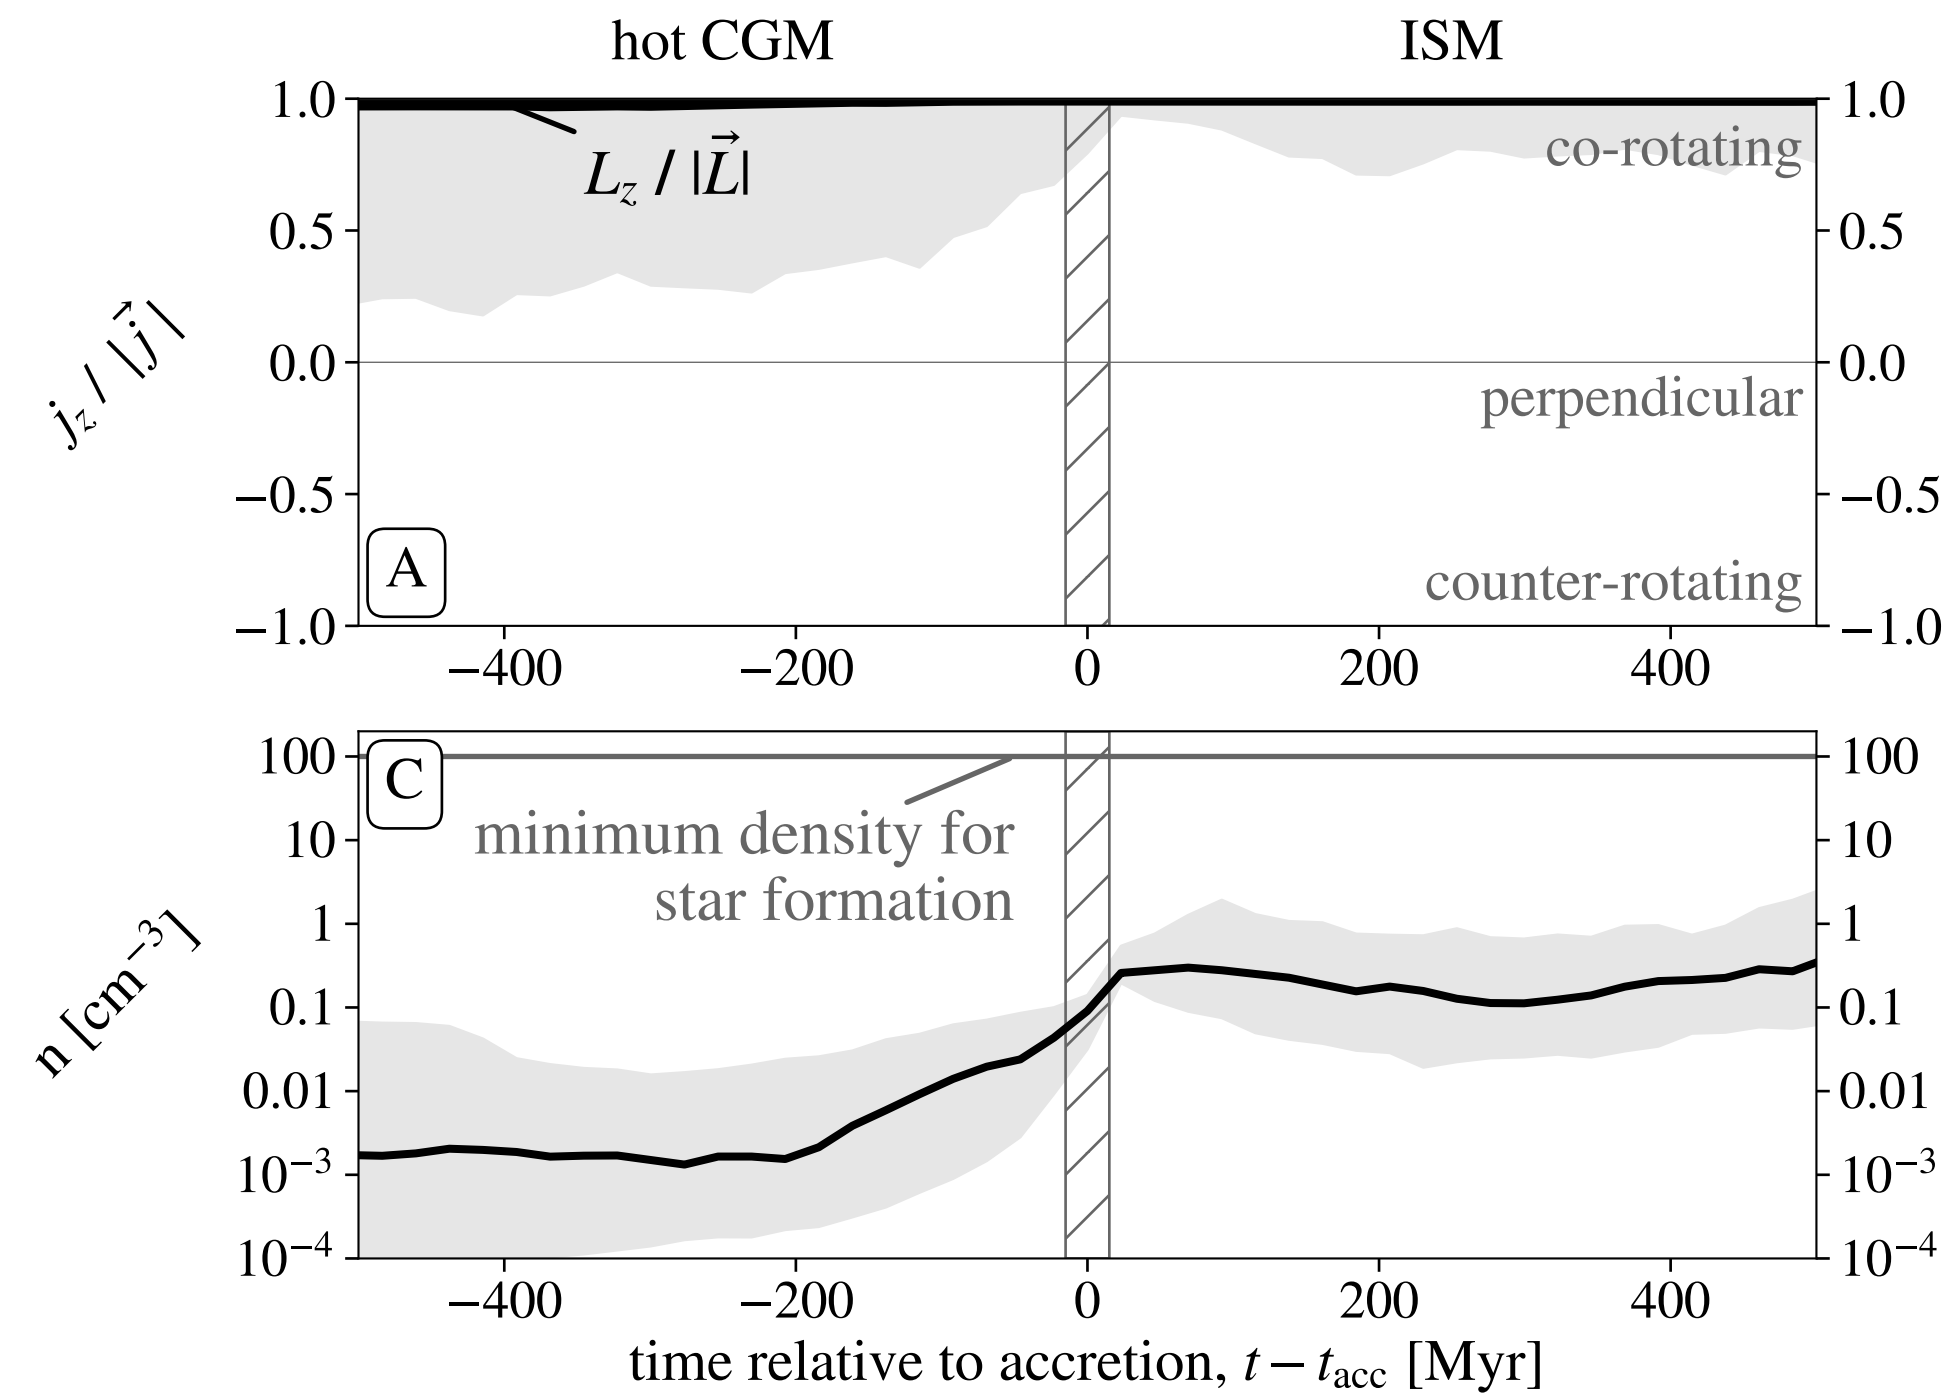 hot CGM ISM
1.0 1.0
L_z / |L⃗| co-rotating
0.5 0.5
j_z / |j⃗|
0.0 0.0
perpendicular
−0.5 −0.5
A counter-rotating
−1.0 −1.0
−400 −200 0 200 400
100 C 100
minimum density for
10 10
star formation
1 1
n [cm⁻³]
0.1 0.1
0.01 0.01
10⁻³ 10⁻³
10⁻⁴ 10⁻⁴
−400 −200 0 200 400
time relative to accretion, t − t_acc [Myr]